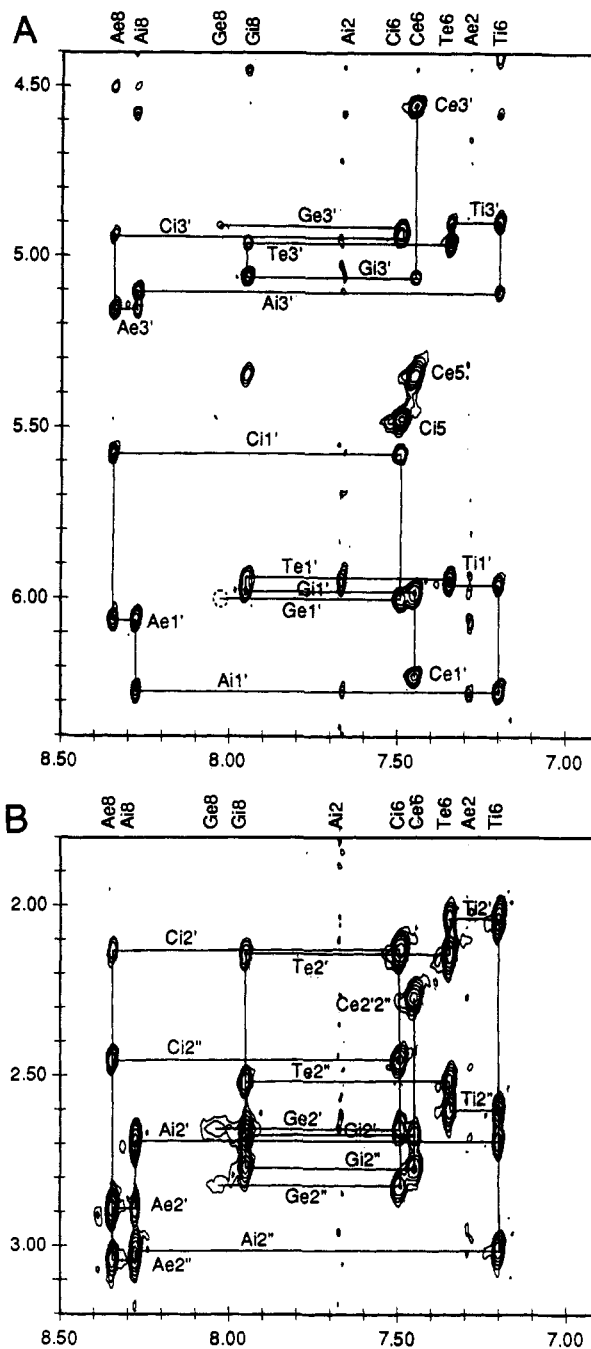 A
Ae8 Ai8 Ge8 Gi8 Ai2 Ci6 Ce6 Te6 Ae2 Ti6
4.50
Ce3'
Ge3' Ti3'
Ci3'
5.00
Te3' Gi3'
Ai3'
Ae3'
Ce5
5.50
Ci5
Ci1'
Te1' Ti1'
Gi1'
6.00
Ge1'
Ae1'
Ce1'
Ai1'
8.50 8.00 7.50 7.00
B
Ae8 Ai8 Ge8 Gi8 Ai2 Ci6 Ce6 Te6 Ae2 Ti6
2.00
Ti2'
Ci2'
Te2'
Ce2'2"
Ci2"
2.50
Te2"
Ti2"
Ai2' Ge2' Gi2'
Gi2"
Ge2"
Ae2'
3.00
Ai2"
Ae2"
8.50 8.00 7.50 7.00